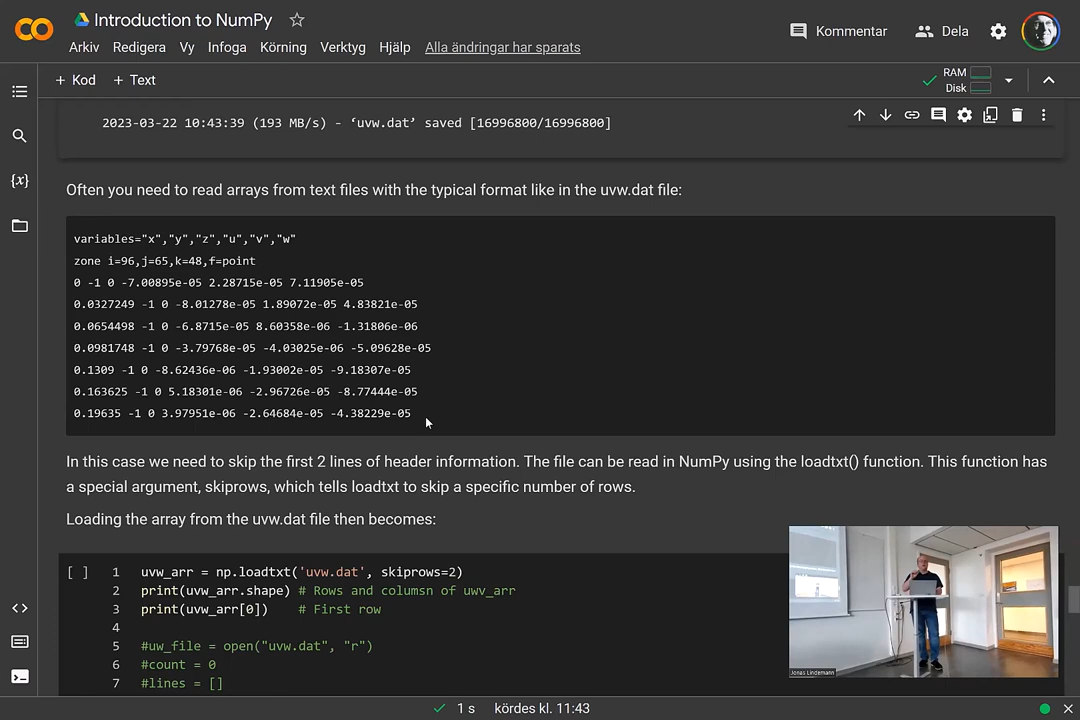 Introduction to NumPy
Arkiv Redigera Vy Infoga Körning Verktyg Hjälp Alla ändringar har sparats
Kommentar
Dela
+ Kod + Text
RAM
Disk
2023-03-22 10:43:39 (193 MB/s) - ‘uvw.dat’ saved [16996800/16996800]
Often you need to read arrays from text files with the typical format like in the uvw.dat file:
variables="x","y","z","u","v","w"
zone i=96,j=65,k=48,f=point
0 -1 0 -7.00895e-05 2.28715e-05 7.11905e-05
0.0327249 -1 0 -8.01278e-05 1.89072e-05 4.83821e-05
0.0654498 -1 0 -6.8715e-05 8.60358e-06 -1.31806e-06
0.0981748 -1 0 -3.79768e-05 -4.03025e-06 -5.09628e-05
0.1309 -1 0 -8.62436e-06 -1.93002e-05 -9.18307e-05
0.163625 -1 0 5.18301e-06 -2.96726e-05 -8.77444e-05
0.19635 -1 0 3.97951e-06 -2.64684e-05 -4.38229e-05
In this case we need to skip the first 2 lines of header information. The file can be read in NumPy using the loadtxt() function. This function has
a special argument, skiprows, which tells loadtxt to skip a specific number of rows.
Loading the array from the uvw.dat file then becomes:
[ ] 1 uvw_arr = np.loadtxt('uvw.dat', skiprows=2)
2 print(uvw_arr.shape) # Rows and columsn of uwv_arr
3 print(uvw_arr[0]) # First row
4
5 #uw_file = open("uvw.dat", "r")
6 #count = 0
7 #lines = []
Jonas Lindemann
1 s kördes kl. 11:43